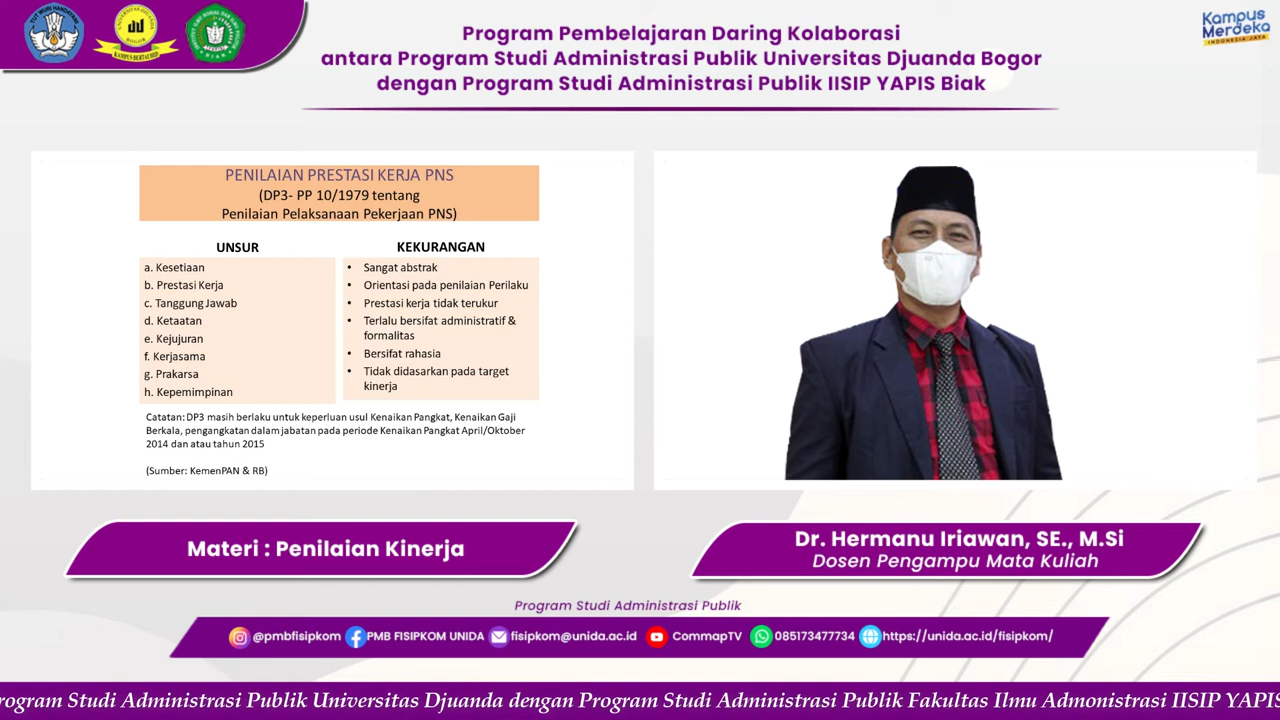 Program Pembelajaran Daring Kolaborasi
antara Program Studi Administrasi Publik Universitas Djuanda Bogor
dengan Program Studi Administrasi Publik IISIP YAPIS Biak
Kampus
Merdeka
INDONESIA JAYA
PENILAIAN PRESTASI KERJA PNS
(DP3- PP 10/1979 tentang
Penilaian Pelaksanaan Pekerjaan PNS)
UNSUR
a. Kesetiaan
b. Prestasi Kerja
c. Tanggung Jawab
d. Ketaatan
e. Kejujuran
f. Kerjasama
g. Prakarsa
h. Kepemimpinan
KEKURANGAN
• Sangat abstrak
• Orientasi pada penilaian Perilaku
• Prestasi kerja tidak terukur
• Terlalu bersifat administratif &
formalitas
• Bersifat rahasia
• Tidak didasarkan pada target
kinerja
Catatan: DP3 masih berlaku untuk keperluan usul Kenaikan Pangkat, Kenaikan Gaji
Berkala, pengangkatan dalam jabatan pada periode Kenaikan Pangkat April/Oktober
2014 dan atau tahun 2015
(Sumber: KemenPAN & RB)
Materi : Penilaian Kinerja
Dr. Hermanu Iriawan, SE., M.Si
Dosen Pengampu Mata Kuliah
Program Studi Administrasi Publik
@pmbfisipkom PMB FISIPKOM UNIDA fisipkom@unida.ac.id CommapTV 085173477734 https://unida.ac.id/fisipkom/
rogram Studi Administrasi Publik Universitas Djuanda dengan Program Studi Administrasi Publik Fakultas Ilmu Admonistrasi IISIP YAPIS